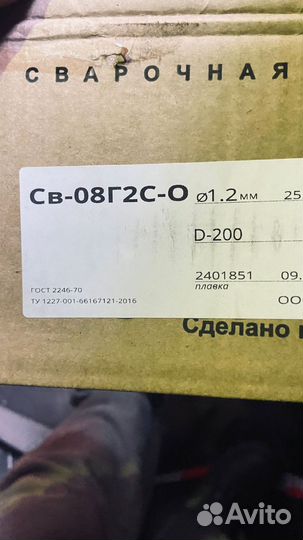 СВАРОЧНАЯ
Св-08Г2С-О ø1.2мм 25
D-200
2401851 09.
плавка
ОО
ГОСТ 2246-70
ТУ 1227-001-66167121-2016
Сделано
Avito